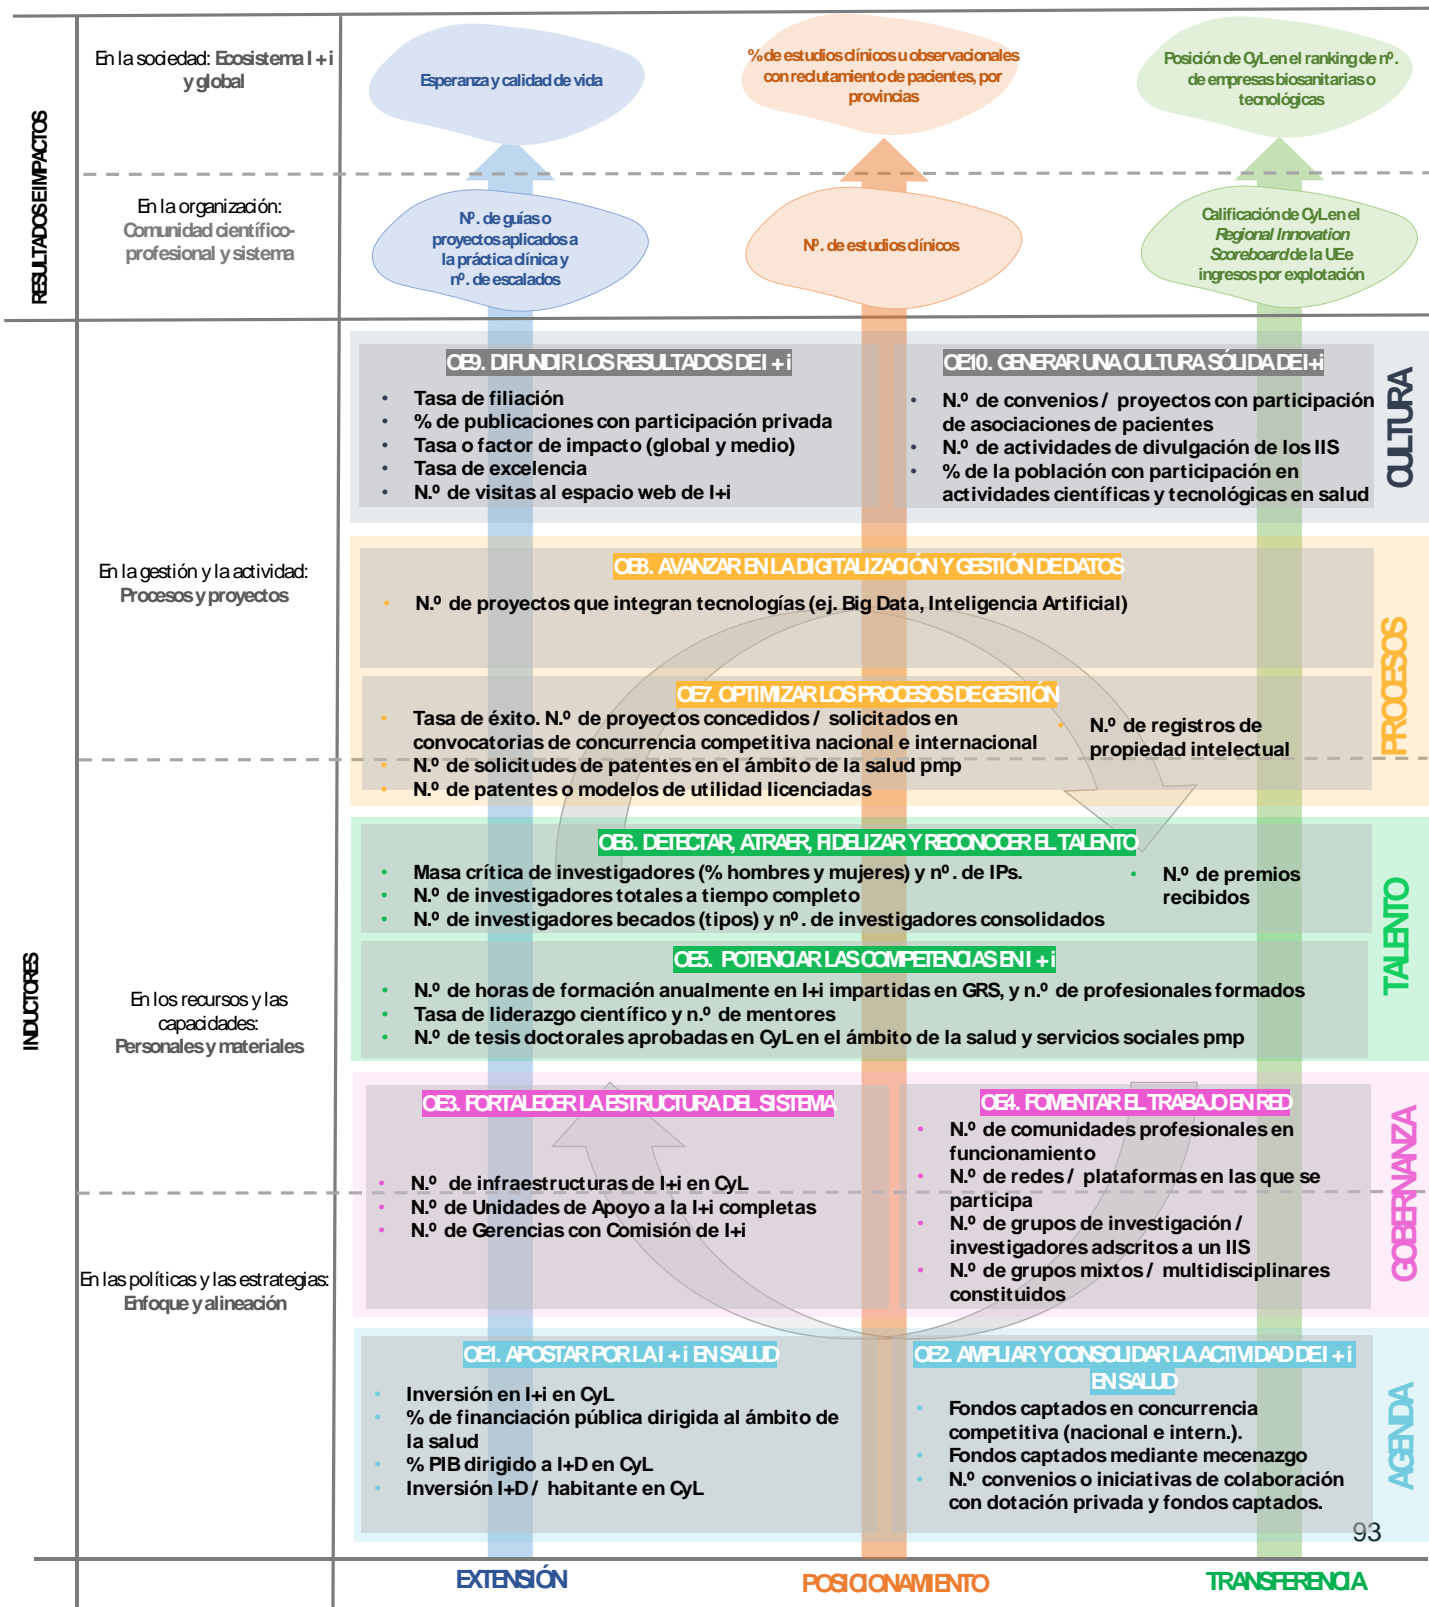 RESULTADOS E IMPACTOS
En la sociedad: Ecosistema I + i
y global
Esperanza y calidad de vida
% de estudios clínicos u observacionales
con reclutamiento de pacientes, por
provincias
Posición de CyL en el ranking de nº.
de empresas biosanitarias o
tecnológicas
En la organización:
Comunidad científico-
profesional y sistema
Nº. de guías o
proyectos aplicados a
la práctica clínica y
nº. de escalados
Nº. de estudios clínicos
Calificación de CyL en el
Regional Innovation
Scoreboard de la UE e
ingresos por explotación
INDUCTORES
En la gestión y la actividad:
Procesos y proyectos
En los recursos y las
capacidades:
Personales y materiales
En las políticas y las estrategias:
Enfoque y alineación
OE9. DIFUNDIR LOS RESULTADOS DE I + i
• Tasa de filiación
• % de publicaciones con participación privada
• Tasa o factor de impacto (global y medio)
• Tasa de excelencia
• N.º de visitas al espacio web de I+i
OE10. GENERAR UNA CULTURA SÓLIDA DE I+i
• N.º de convenios / proyectos con participación
de asociaciones de pacientes
• N.º de actividades de divulgación de los IIS
• % de la población con participación en
actividades científicas y tecnológicas en salud
CULTURA
OE8. AVANZAR EN LA DIGITALIZACIÓN Y GESTIÓN DE DATOS
• N.º de proyectos que integran tecnologías (ej. Big Data, Inteligencia Artificial)
OE7. OPTIMIZAR LOS PROCESOS DE GESTIÓN
• Tasa de éxito. N.º de proyectos concedidos / solicitados en
convocatorias de concurrencia competitiva nacional e internacional
• N.º de solicitudes de patentes en el ámbito de la salud pmp
• N.º de patentes o modelos de utilidad licenciadas
• N.º de registros de
propiedad intelectual
PROCESOS
OE6. DETECTAR, ATRAER, FIDELIZAR Y RECONOCER EL TALENTO
• Masa crítica de investigadores (% hombres y mujeres) y nº. de IPs.
• N.º de investigadores totales a tiempo completo
• N.º de investigadores becados (tipos) y nº. de investigadores consolidados
• N.º de premios
recibidos
OE5. POTENCIAR LAS COMPETENCIAS EN I + i
• N.º de horas de formación anualmente en I+i impartidas en GRS, y n.º de profesionales formados
• Tasa de liderazgo científico y n.º de mentores
• N.º de tesis doctorales aprobadas en CyL en el ámbito de la salud y servicios sociales pmp
TALENTO
OE3. FORTALECER LA ESTRUCTURA DEL SISTEMA
• N.º de infraestructuras de I+i en CyL
• N.º de Unidades de Apoyo a la I+i completas
• N.º de Gerencias con Comisión de I+i
OE4. FOMENTAR EL TRABAJO EN RED
• N.º de comunidades profesionales en
funcionamiento
• N.º de redes / plataformas en las que se
participa
• N.º de grupos de investigación /
investigadores adscritos a un IIS
• N.º de grupos mixtos / multidisciplinares
constituidos
GOBERNANZA
OE1. APOSTAR POR LA I + i EN SALUD
• Inversión en I+i en CyL
• % de financiación pública dirigida al ámbito de
la salud
• % PIB dirigido a I+D en CyL
• Inversión I+D / habitante en CyL
OE2. AMPLIAR Y CONSOLIDAR LA ACTIVIDAD DE I + i
EN SALUD
• Fondos captados en concurrencia
competitiva (nacional e intern.).
• Fondos captados mediante mecenazgo
• N.º convenios o iniciativas de colaboración
con dotación privada y fondos captados.
AGENDA
93
EXTENSIÓN
POSICIONAMIENTO
TRANSFERENCIA